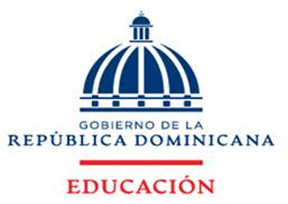 GOBIERNO DE LA
REPÚBLICA DOMINICANA
EDUCACIÓN